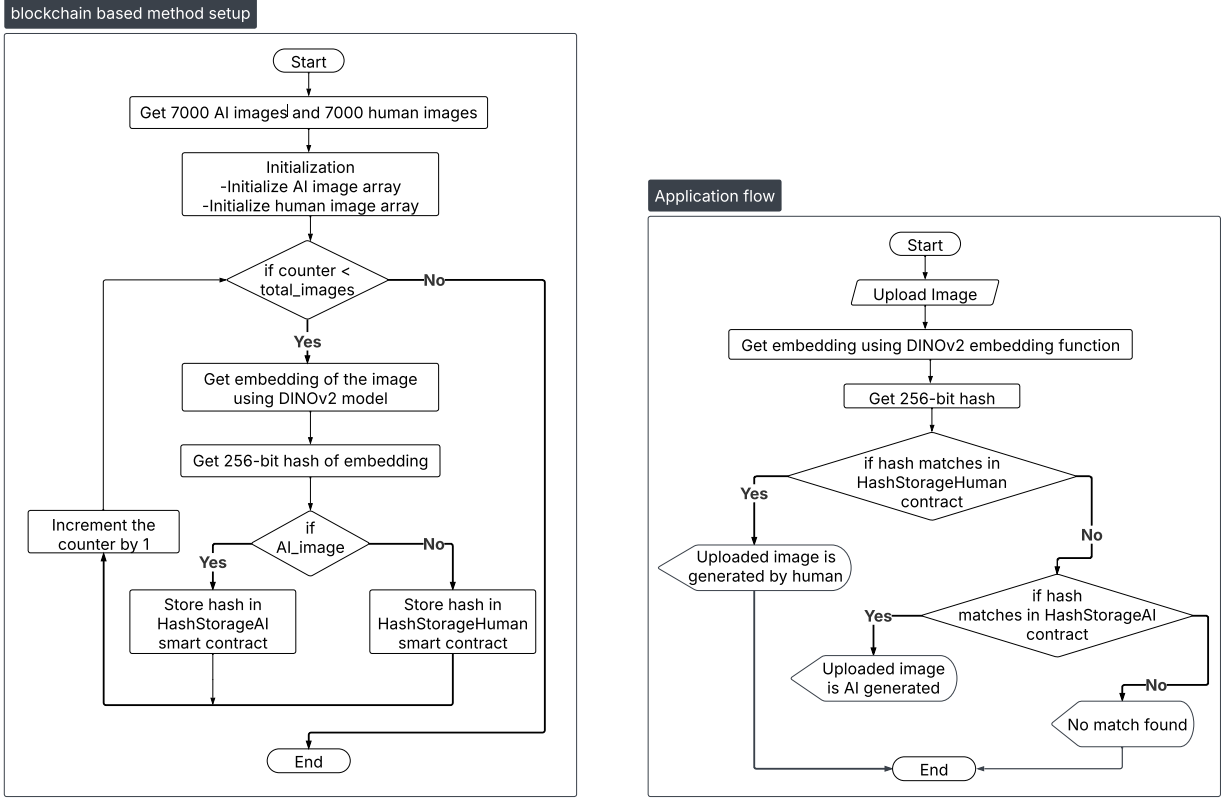 blockchain based method setup
Start
Get 7000 AI images and 7000 human images
Initialization
-Initialize AI image array
-Initialize human image array
if counter <
total_images
No
Yes
Get embedding of the image
using DINOv2 model
Get 256-bit hash of embedding
Increment the
counter by 1
if
AI_image
Yes
No
Store hash in
HashStorageAI
smart contract
Store hash in
HashStorageHuman
smart contract
End
Application flow
Start
Upload Image
Get embedding using DINOv2 embedding function
Get 256-bit hash
if hash matches in
HashStorageHuman
contract
Yes
No
Uploaded image is
generated by human
if hash
matches in HashStorageAI
contract
Yes
Uploaded image
is AI generated
No
No match found
End